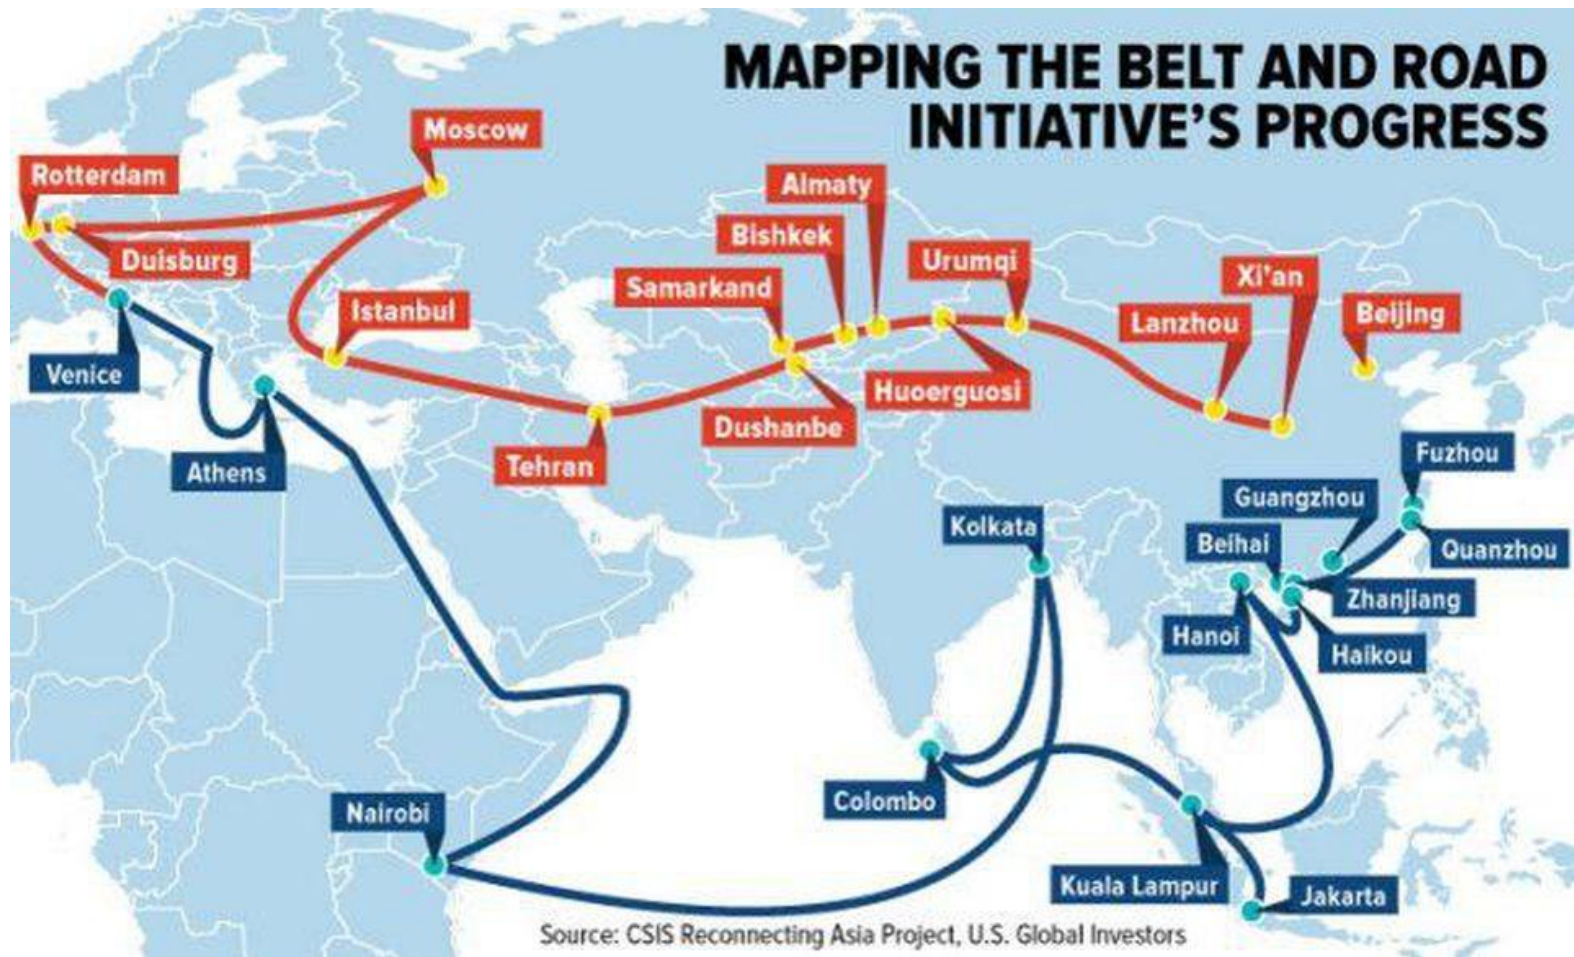 MAPPING THE BELT AND ROAD
INITIATIVE'S PROGRESS
Moscow
Rotterdam
Almaty
Bishkek
Duisburg
Urumqi
Xi'an
Samarkand
Istanbul
Lanzhou
Beijing
Venice
Huoerguosi
Dushanbe
Athens
Tehran
Fuzhou
Guangzhou
Kolkata
Beihai
Quanzhou
Zhanjiang
Hanoi
Haikou
Colombo
Nairobi
Kuala Lampur
Jakarta
Source: CSIS Reconnecting Asia Project, U.S. Global Investors